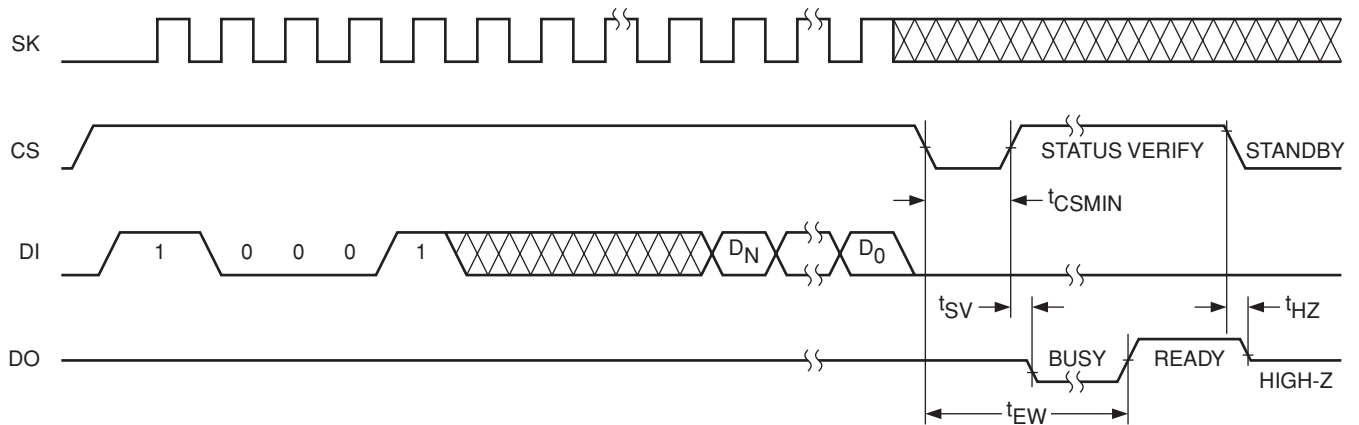 SK
CS
STATUS VERIFY
STANDBY
tCSMIN
DI
1 0 0 0 1
DN
D0
tSV
tHZ
DO
BUSY
READY
HIGH-Z
tEW